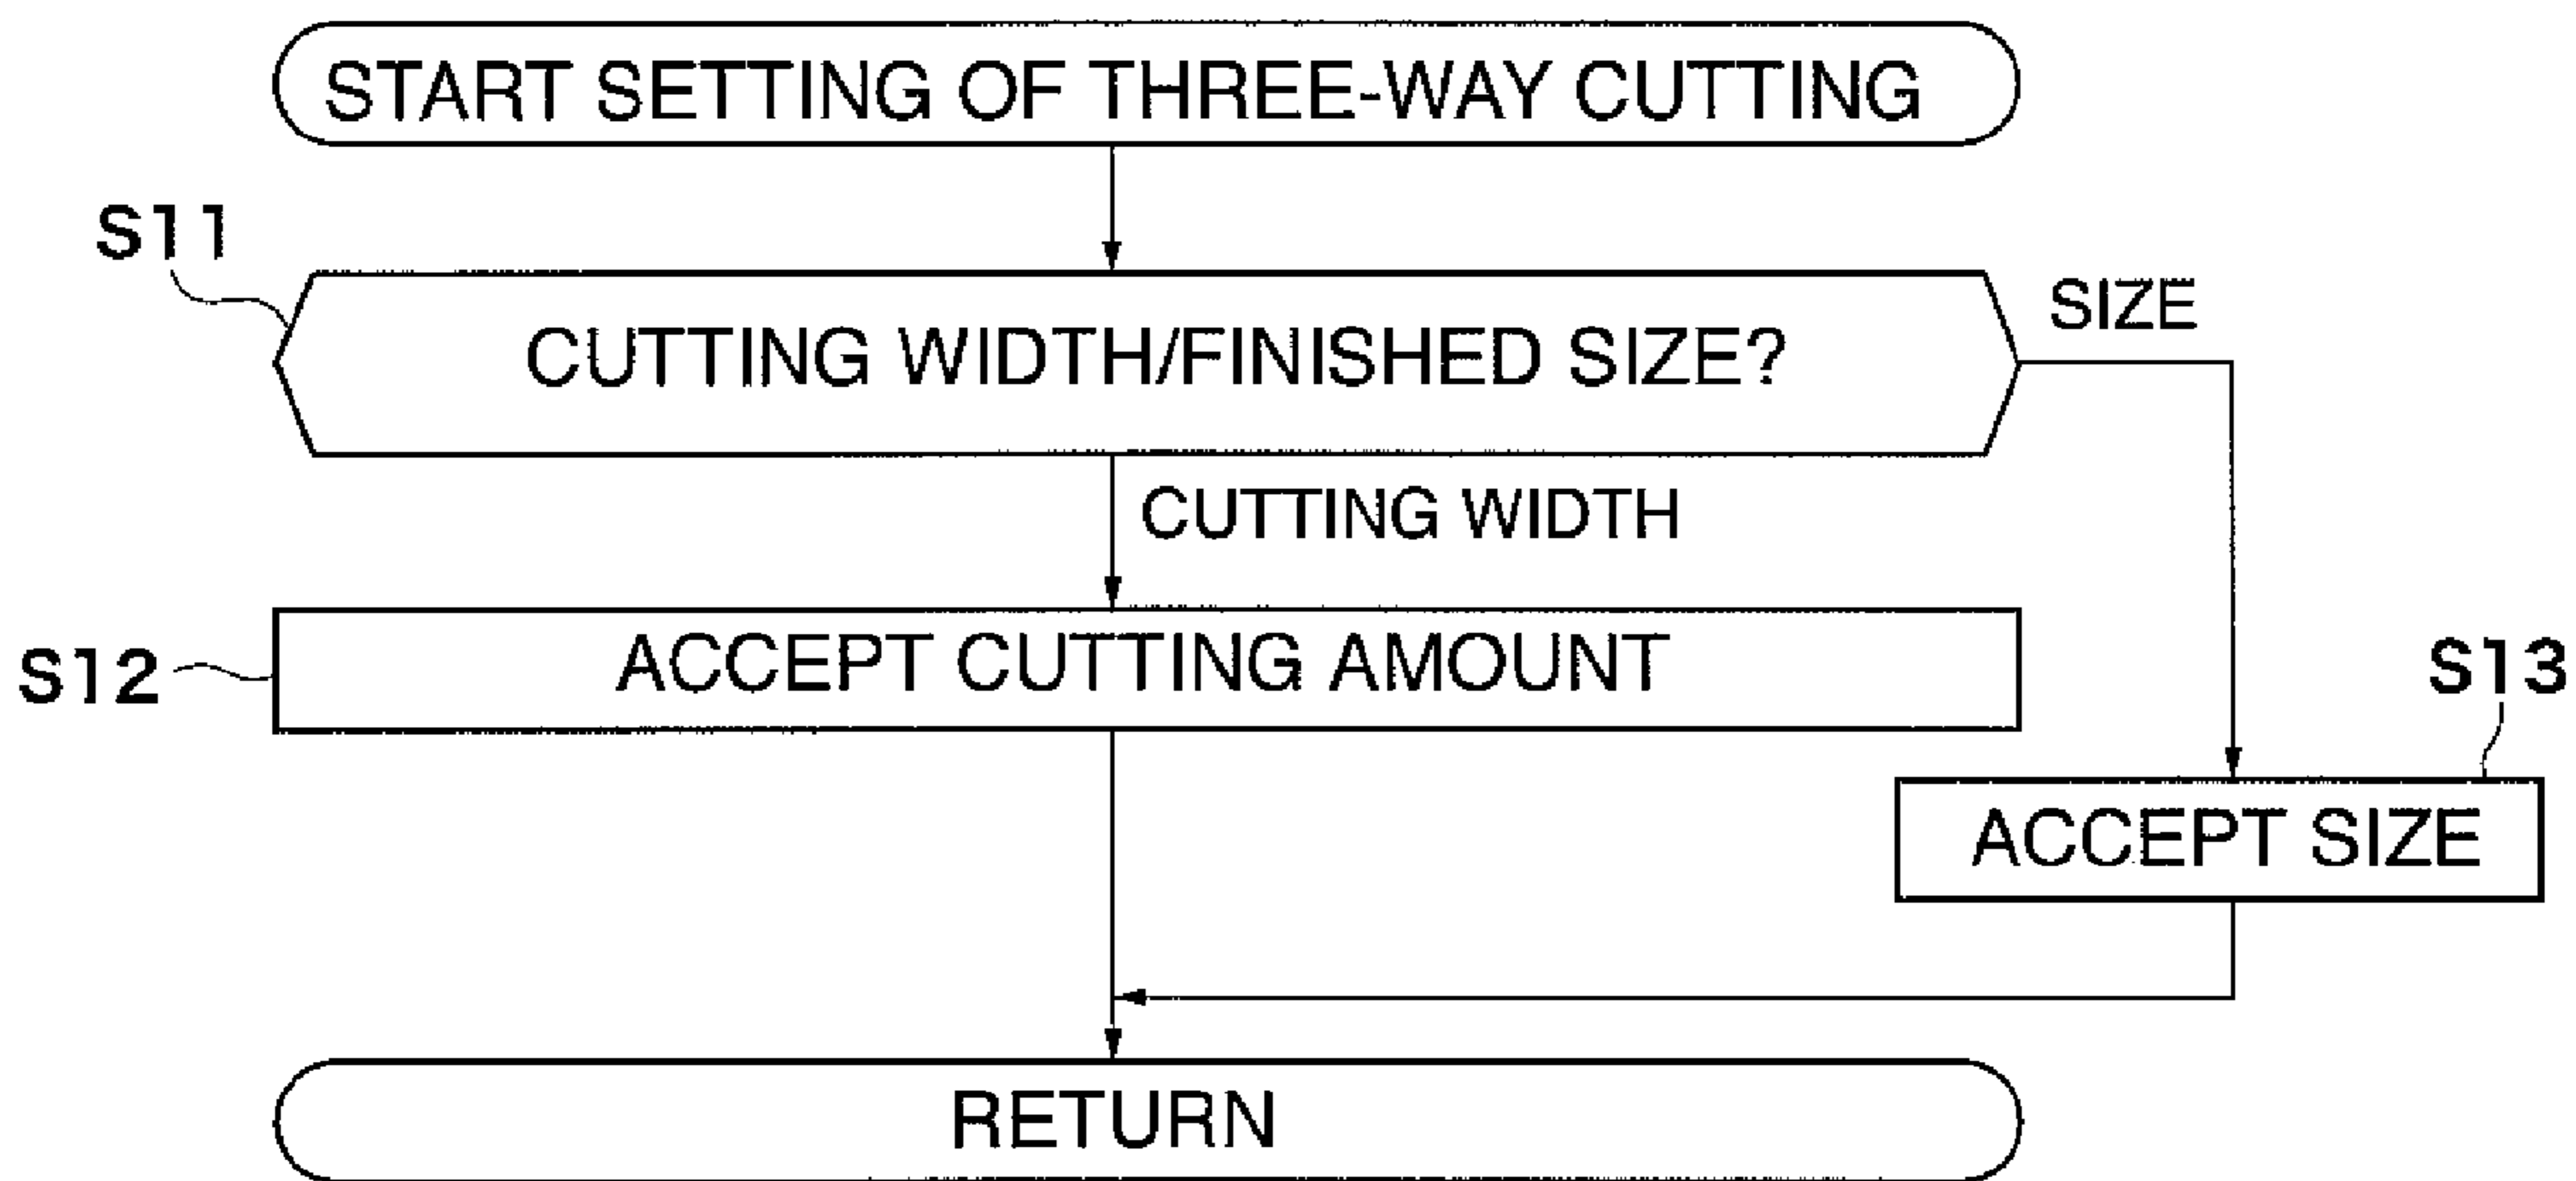 START SETTING OF THREE-WAY CUTTING
S11
CUTTING WIDTH/FINISHED SIZE?
SIZE
CUTTING WIDTH
S12
ACCEPT CUTTING AMOUNT
S13
ACCEPT SIZE
RETURN